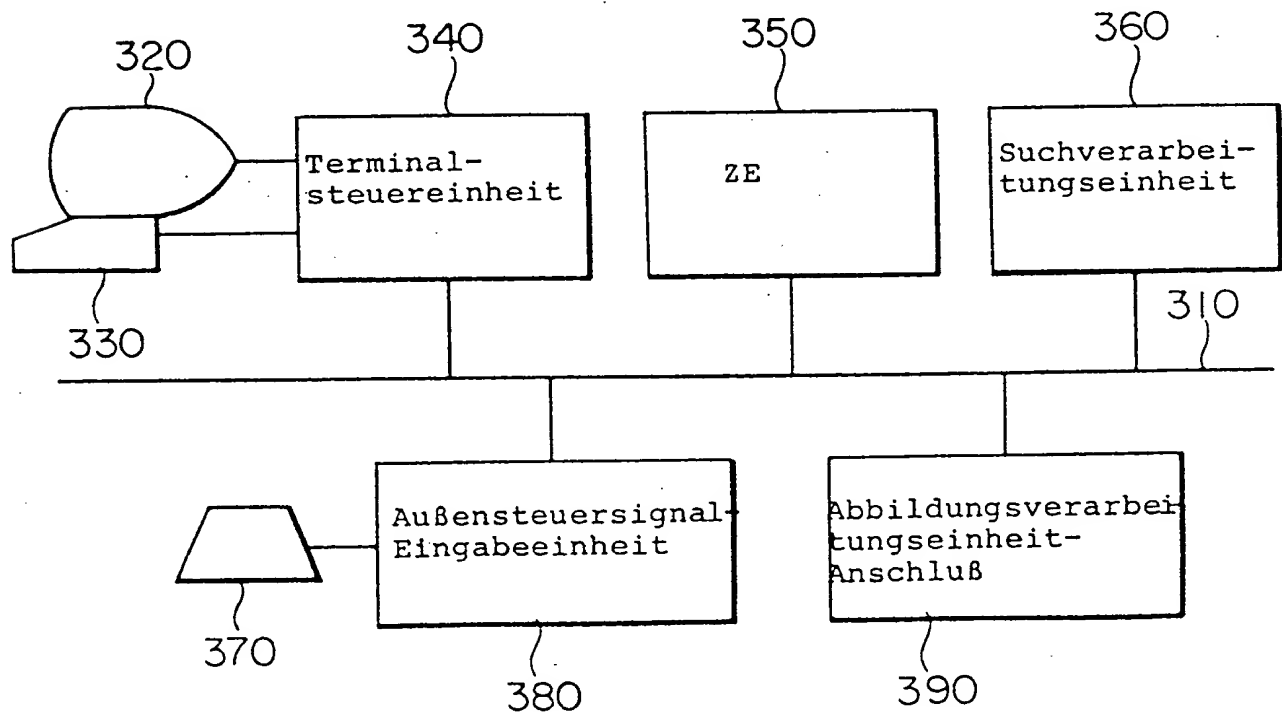 320
340
350
360
Terminal-
steuereinheit
ZE
Suchverarbei-
tungseinheit
330
310
Außensteuersignal-
Eingabeeinheit
Abbildungsverarbei-
tungseinheit-
Anschluß
370
380
390